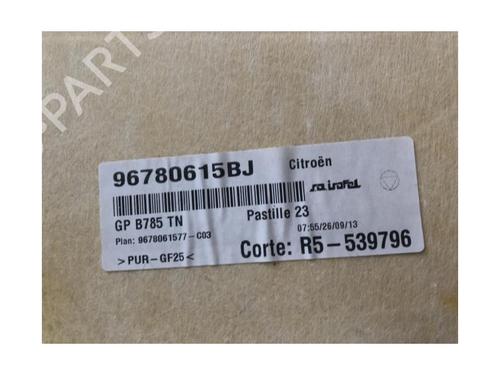 96780615BJ Citroën
GP B785 TN Pastille 23
Plan: 9678061577-C03 07:55/26/09/13
>PUR-GF25< Corte: R5-539796